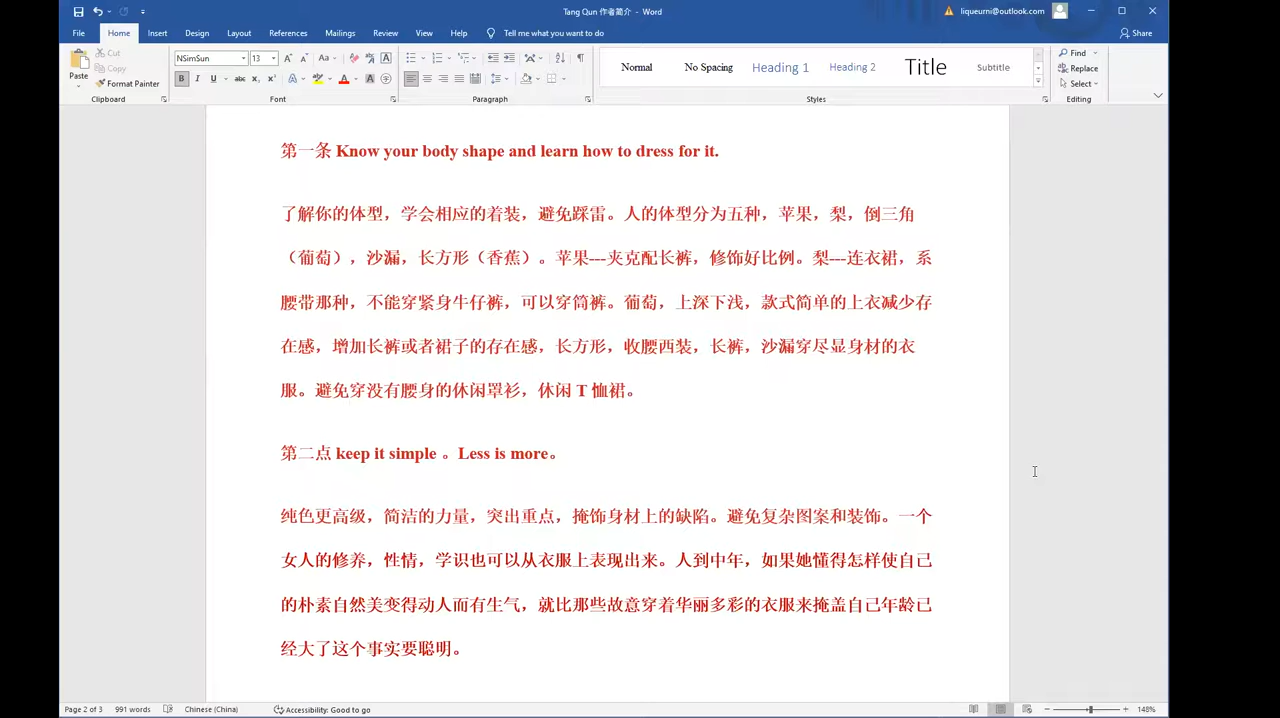 Tang Qun 作者简介 - Word
liqueurni@outlook.com
File Home Insert Design Layout References Mailings Review View Help Tell me what you want to do Share
Paste
Cut
Copy
Format Painter
Clipboard
NSimSun 13
Font
Paragraph
Normal No Spacing Heading 1 Heading 2 Title Subtitle
Styles
Find
Replace
Select
Editing
第一条 Know your body shape and learn how to dress for it.
了解你的体型，学会相应的着装，避免踩雷。人的体型分为五种，苹果，梨，倒三角
（葡萄），沙漏，长方形（香蕉）。苹果---夹克配长裤，修饰好比例。梨---连衣裙，系
腰带那种，不能穿紧身牛仔裤，可以穿筒裤。葡萄，上深下浅，款式简单的上衣减少存
在感，增加长裤或者裙子的存在感，长方形，收腰西装，长裤，沙漏穿尽显身材的衣
服。避免穿没有腰身的休闲罩衫，休闲 T 恤裙。
第二点 keep it simple 。Less is more。
纯色更高级，简洁的力量，突出重点，掩饰身材上的缺陷。避免复杂图案和装饰。一个
女人的修养，性情，学识也可以从衣服上表现出来。人到中年，如果她懂得怎样使自己
的朴素自然美变得动人而有生气，就比那些故意穿着华丽多彩的衣服来掩盖自己年龄已
经大了这个事实要聪明。
Page 2 of 3 991 words Chinese (China) Accessibility: Good to go 148%